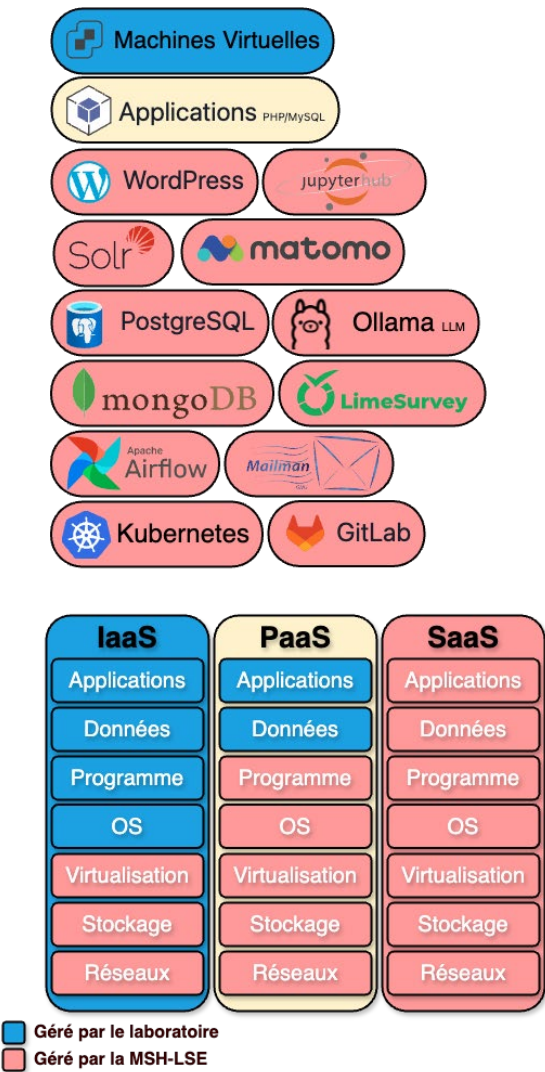 Machines Virtuelles
Applications PHP/MySQL
WordPress jupyterhub
Solr matomo
PostgreSQL Ollama LLM
mongoDB LimeSurvey
Apache
Airflow Mailman
Kubernetes GitLab
IaaS PaaS SaaS
Applications Applications Applications
Données Données Données
Programme Programme Programme
OS OS OS
Virtualisation Virtualisation Virtualisation
Stockage Stockage Stockage
Réseaux Réseaux Réseaux
Géré par le laboratoire
Géré par la MSH-LSE